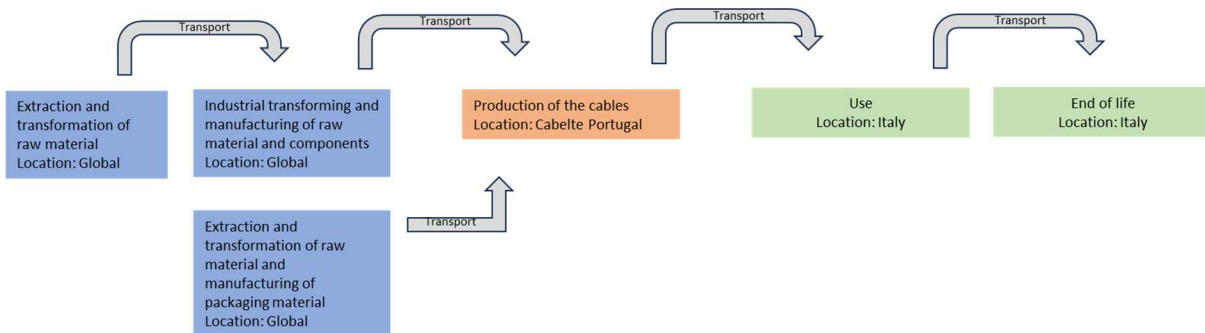 Transport
Transport
Transport
Transport
Extraction and
transformation of
raw material
Location: Global
Industrial transforming and
manufacturing of raw
material and components
Location: Global
Production of the cables
Location: Cabelte Portugal
Use
Location: Italy
End of life
Location: Italy
Extraction and
transformation of raw
material and
manufacturing of
packaging material
Location: Global
Transport